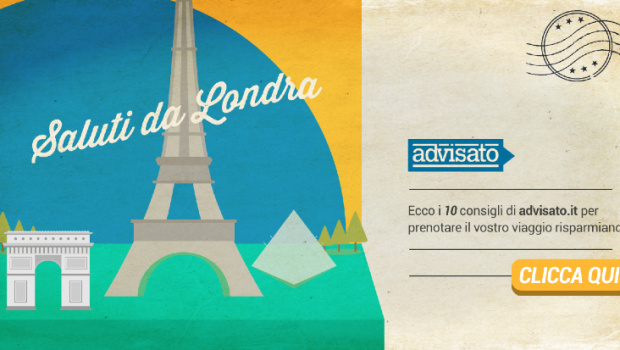 Saluti da Londra
advisato
Ecco i 10 consigli di advisato.it per
prenotare il vostro viaggio risparmiand
CLICCA QUI